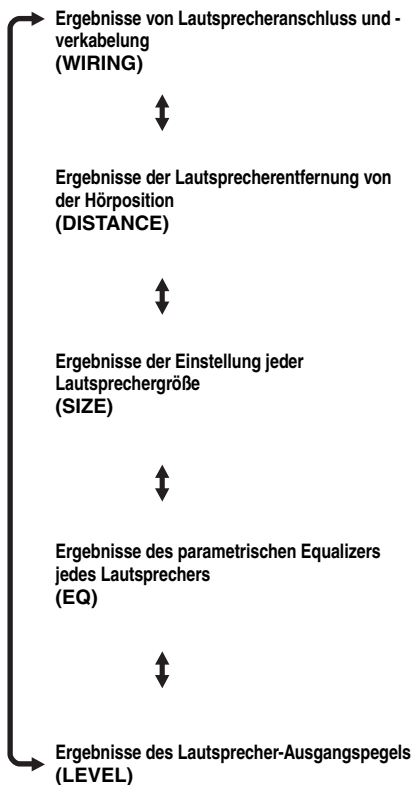 Ergebnisse von Lautsprecheranschluss und -
verkabelung
(WIRING)
Ergebnisse der Lautsprecherentfernung von
der Hörposition
(DISTANCE)
Ergebnisse der Einstellung jeder
Lautsprechergröße
(SIZE)
Ergebnisse des parametrischen Equalizers
jedes Lautsprechers
(EQ)
Ergebnisse des Lautsprecher-Ausgangspegels
(LEVEL)